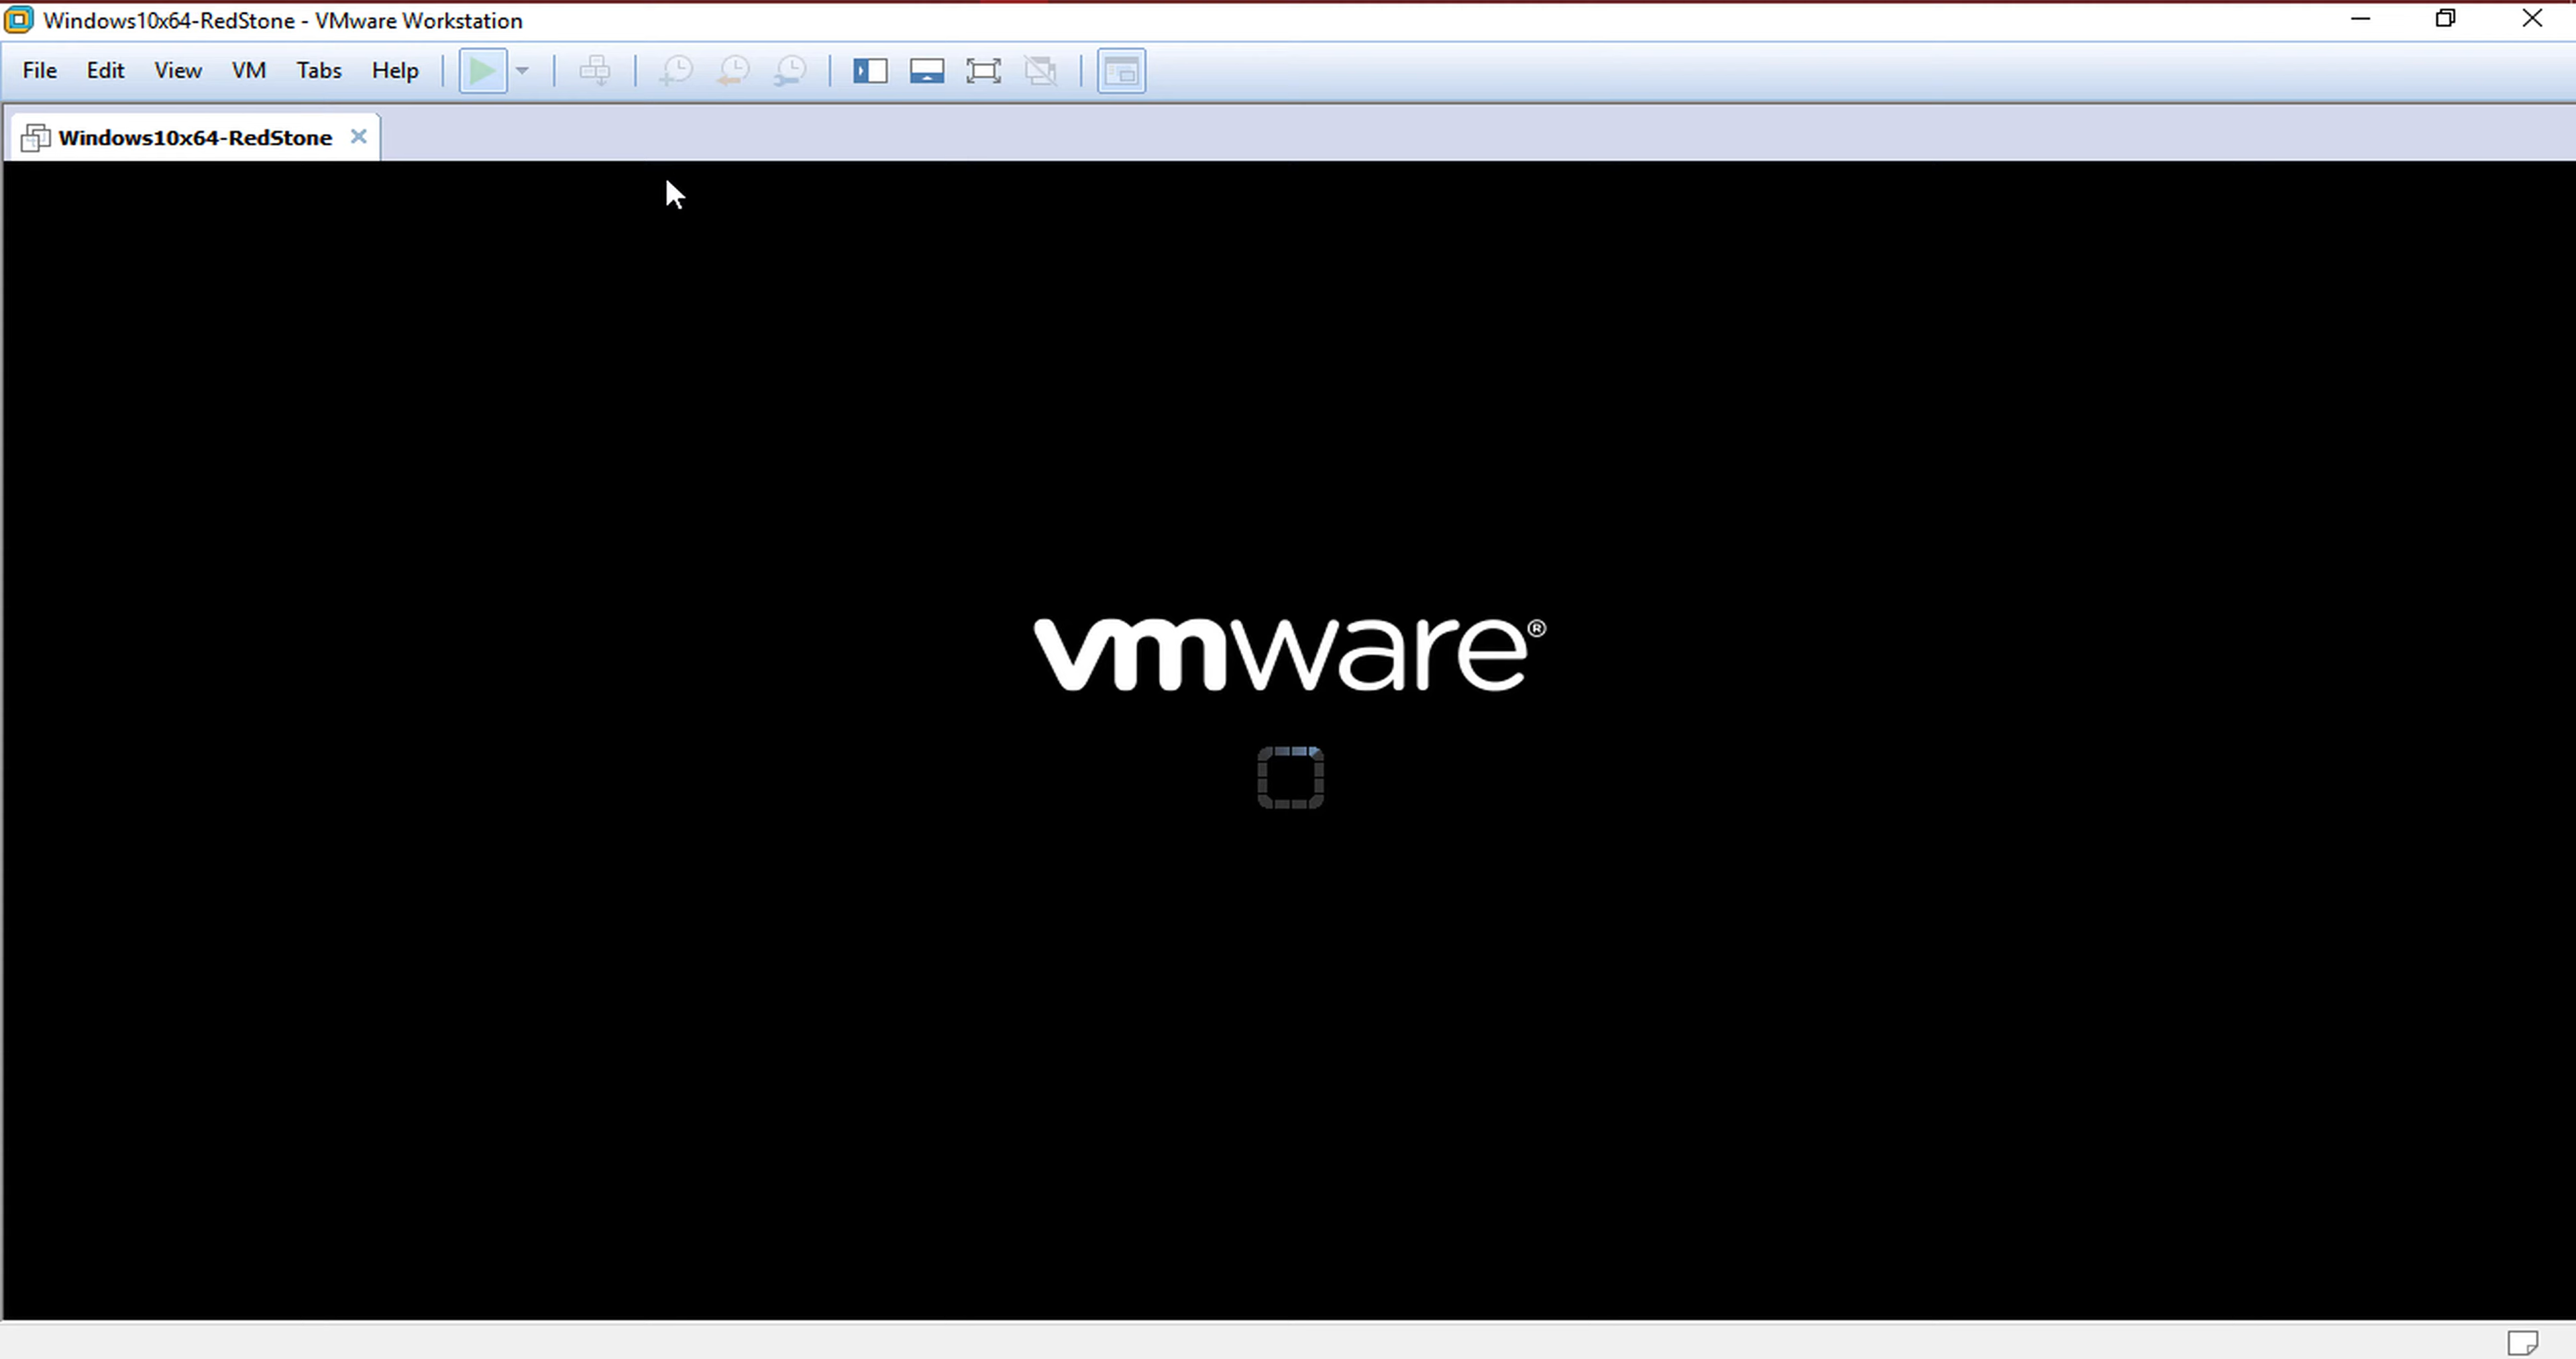 Windows10x64-RedStone - VMware Workstation
File Edit View VM Tabs Help
Windows10x64-RedStone
vmware®